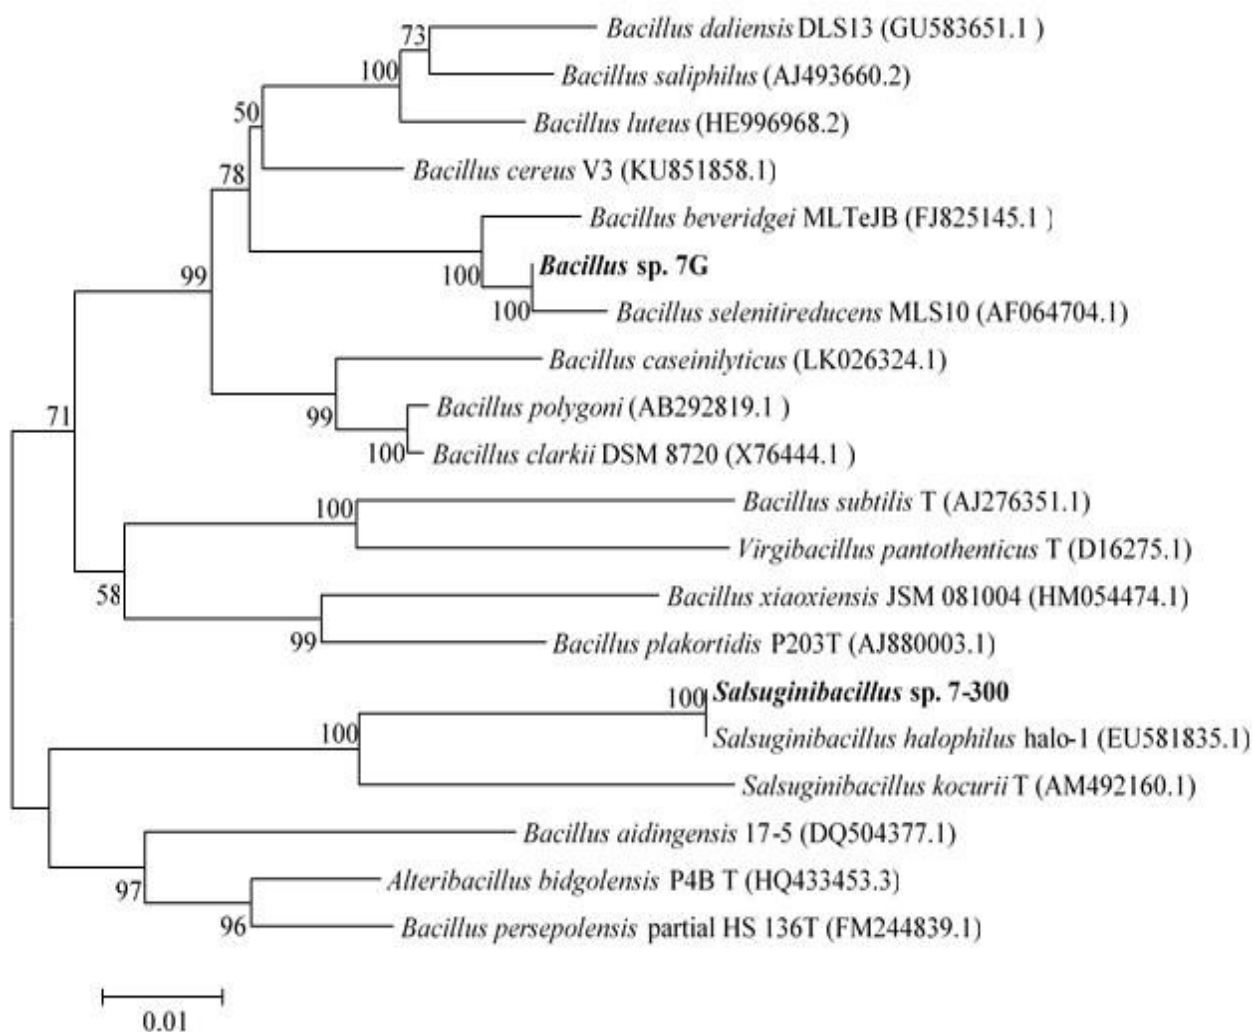 73
Bacillus daliensis DLS13 (GU583651.1 )
100
Bacillus saliphilus (AJ493660.2)
50
Bacillus luteus (HE996968.2)
78
Bacillus cereus V3 (KU851858.1)
Bacillus beveridgei MLTeJB (FJ825145.1 )
99
100
Bacillus sp. 7G
100
Bacillus selenitireducens MLS10 (AF064704.1)
Bacillus caseinilyticus (LK026324.1)
71
99
Bacillus polygoni (AB292819.1 )
100
Bacillus clarkii DSM 8720 (X76444.1 )
100
Bacillus subtilis T (AJ276351.1)
Virgibacillus pantothenticus T (D16275.1)
58
Bacillus xiaoxiensis JSM 081004 (HM054474.1)
99
Bacillus plakortidis P203T (AJ880003.1)
100
Salsuginibacillus sp. 7-300
100
Salsuginibacillus halophilus halo-1 (EU581835.1)
Salsuginibacillus kocurii T (AM492160.1)
Bacillus aidingensis 17-5 (DQ504377.1)
97
Alteribacillus bidgolensis P4B T (HQ433453.3)
96
Bacillus persepolensis partial HS 136T (FM244839.1)
0.01